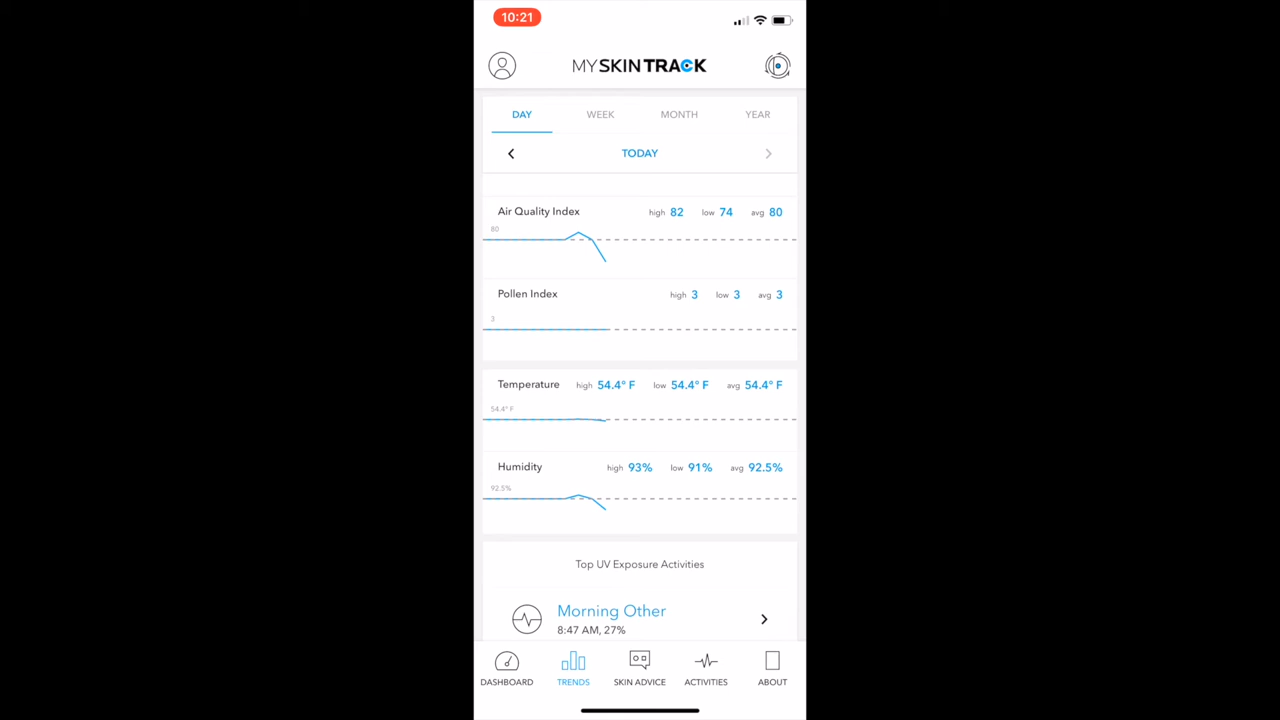 10:21
MY SKINTRACK
DAY WEEK MONTH YEAR
TODAY
Air Quality Index high 82 low 74 avg 80
80
Pollen Index high 3 low 3 avg 3
3
Temperature high 54.4° F low 54.4° F avg 54.4° F
54.4° F
Humidity high 93% low 91% avg 92.5%
92.5%
Top UV Exposure Activities
Morning Other
8:47 AM, 27%
DASHBOARD TRENDS SKIN ADVICE ACTIVITIES ABOUT